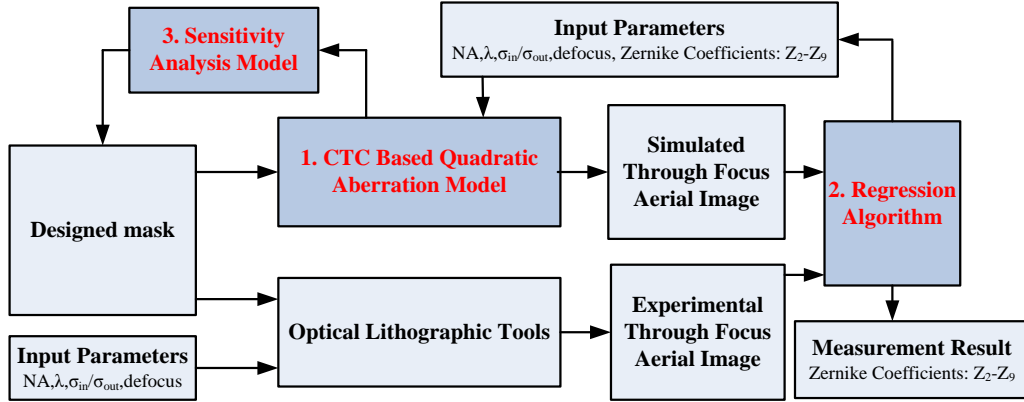 3. Sensitivity
Analysis Model
Input Parameters
NA,λ,σin/σout,defocus, Zernike Coefficients: Z2-Z9
Designed mask
1. CTC Based Quadratic
Aberration Model
Simulated
Through Focus
Aerial Image
2. Regression
Algorithm
Input Parameters
NA,λ,σin/σout,defocus
Optical Lithographic Tools
Experimental
Through Focus
Aerial Image
Measurement Result
Zernike Coefficients: Z2-Z9